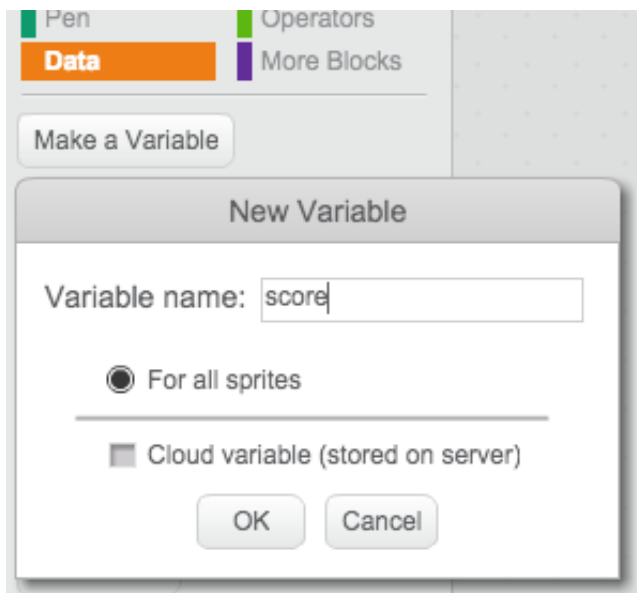 Pen Operators
Data More Blocks
Make a Variable
New Variable
Variable name: score
For all sprites
Cloud variable (stored on server)
OK Cancel